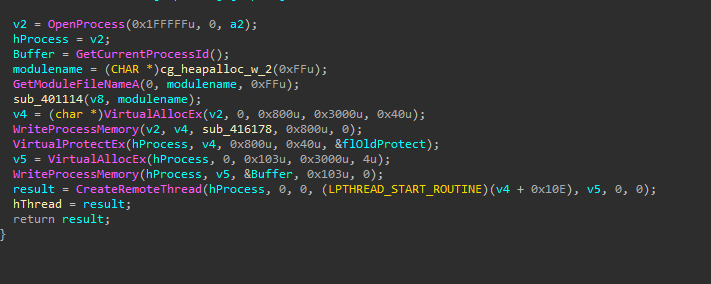 v2 = OpenProcess(0x1FFFFFu, 0, a2);
hProcess = v2;
Buffer = GetCurrentProcessId();
modulename = (CHAR *)cg_heapalloc_w_2(0xFFu);
GetModuleFileNameA(0, modulename, 0xFFu);
sub_401114(v8, modulename);
v4 = (char *)VirtualAllocEx(v2, 0, 0x800u, 0x3000u, 0x40u);
WriteProcessMemory(v2, v4, sub_416178, 0x800u, 0);
VirtualProtectEx(hProcess, v4, 0x800u, 0x40u, &flOldProtect);
v5 = VirtualAllocEx(hProcess, 0, 0x103u, 0x3000u, 4u);
WriteProcessMemory(hProcess, v5, &Buffer, 0x103u, 0);
result = CreateRemoteThread(hProcess, 0, 0, (LPTHREAD_START_ROUTINE)(v4 + 0x10E), v5, 0, 0);
hThread = result;
return result;
}